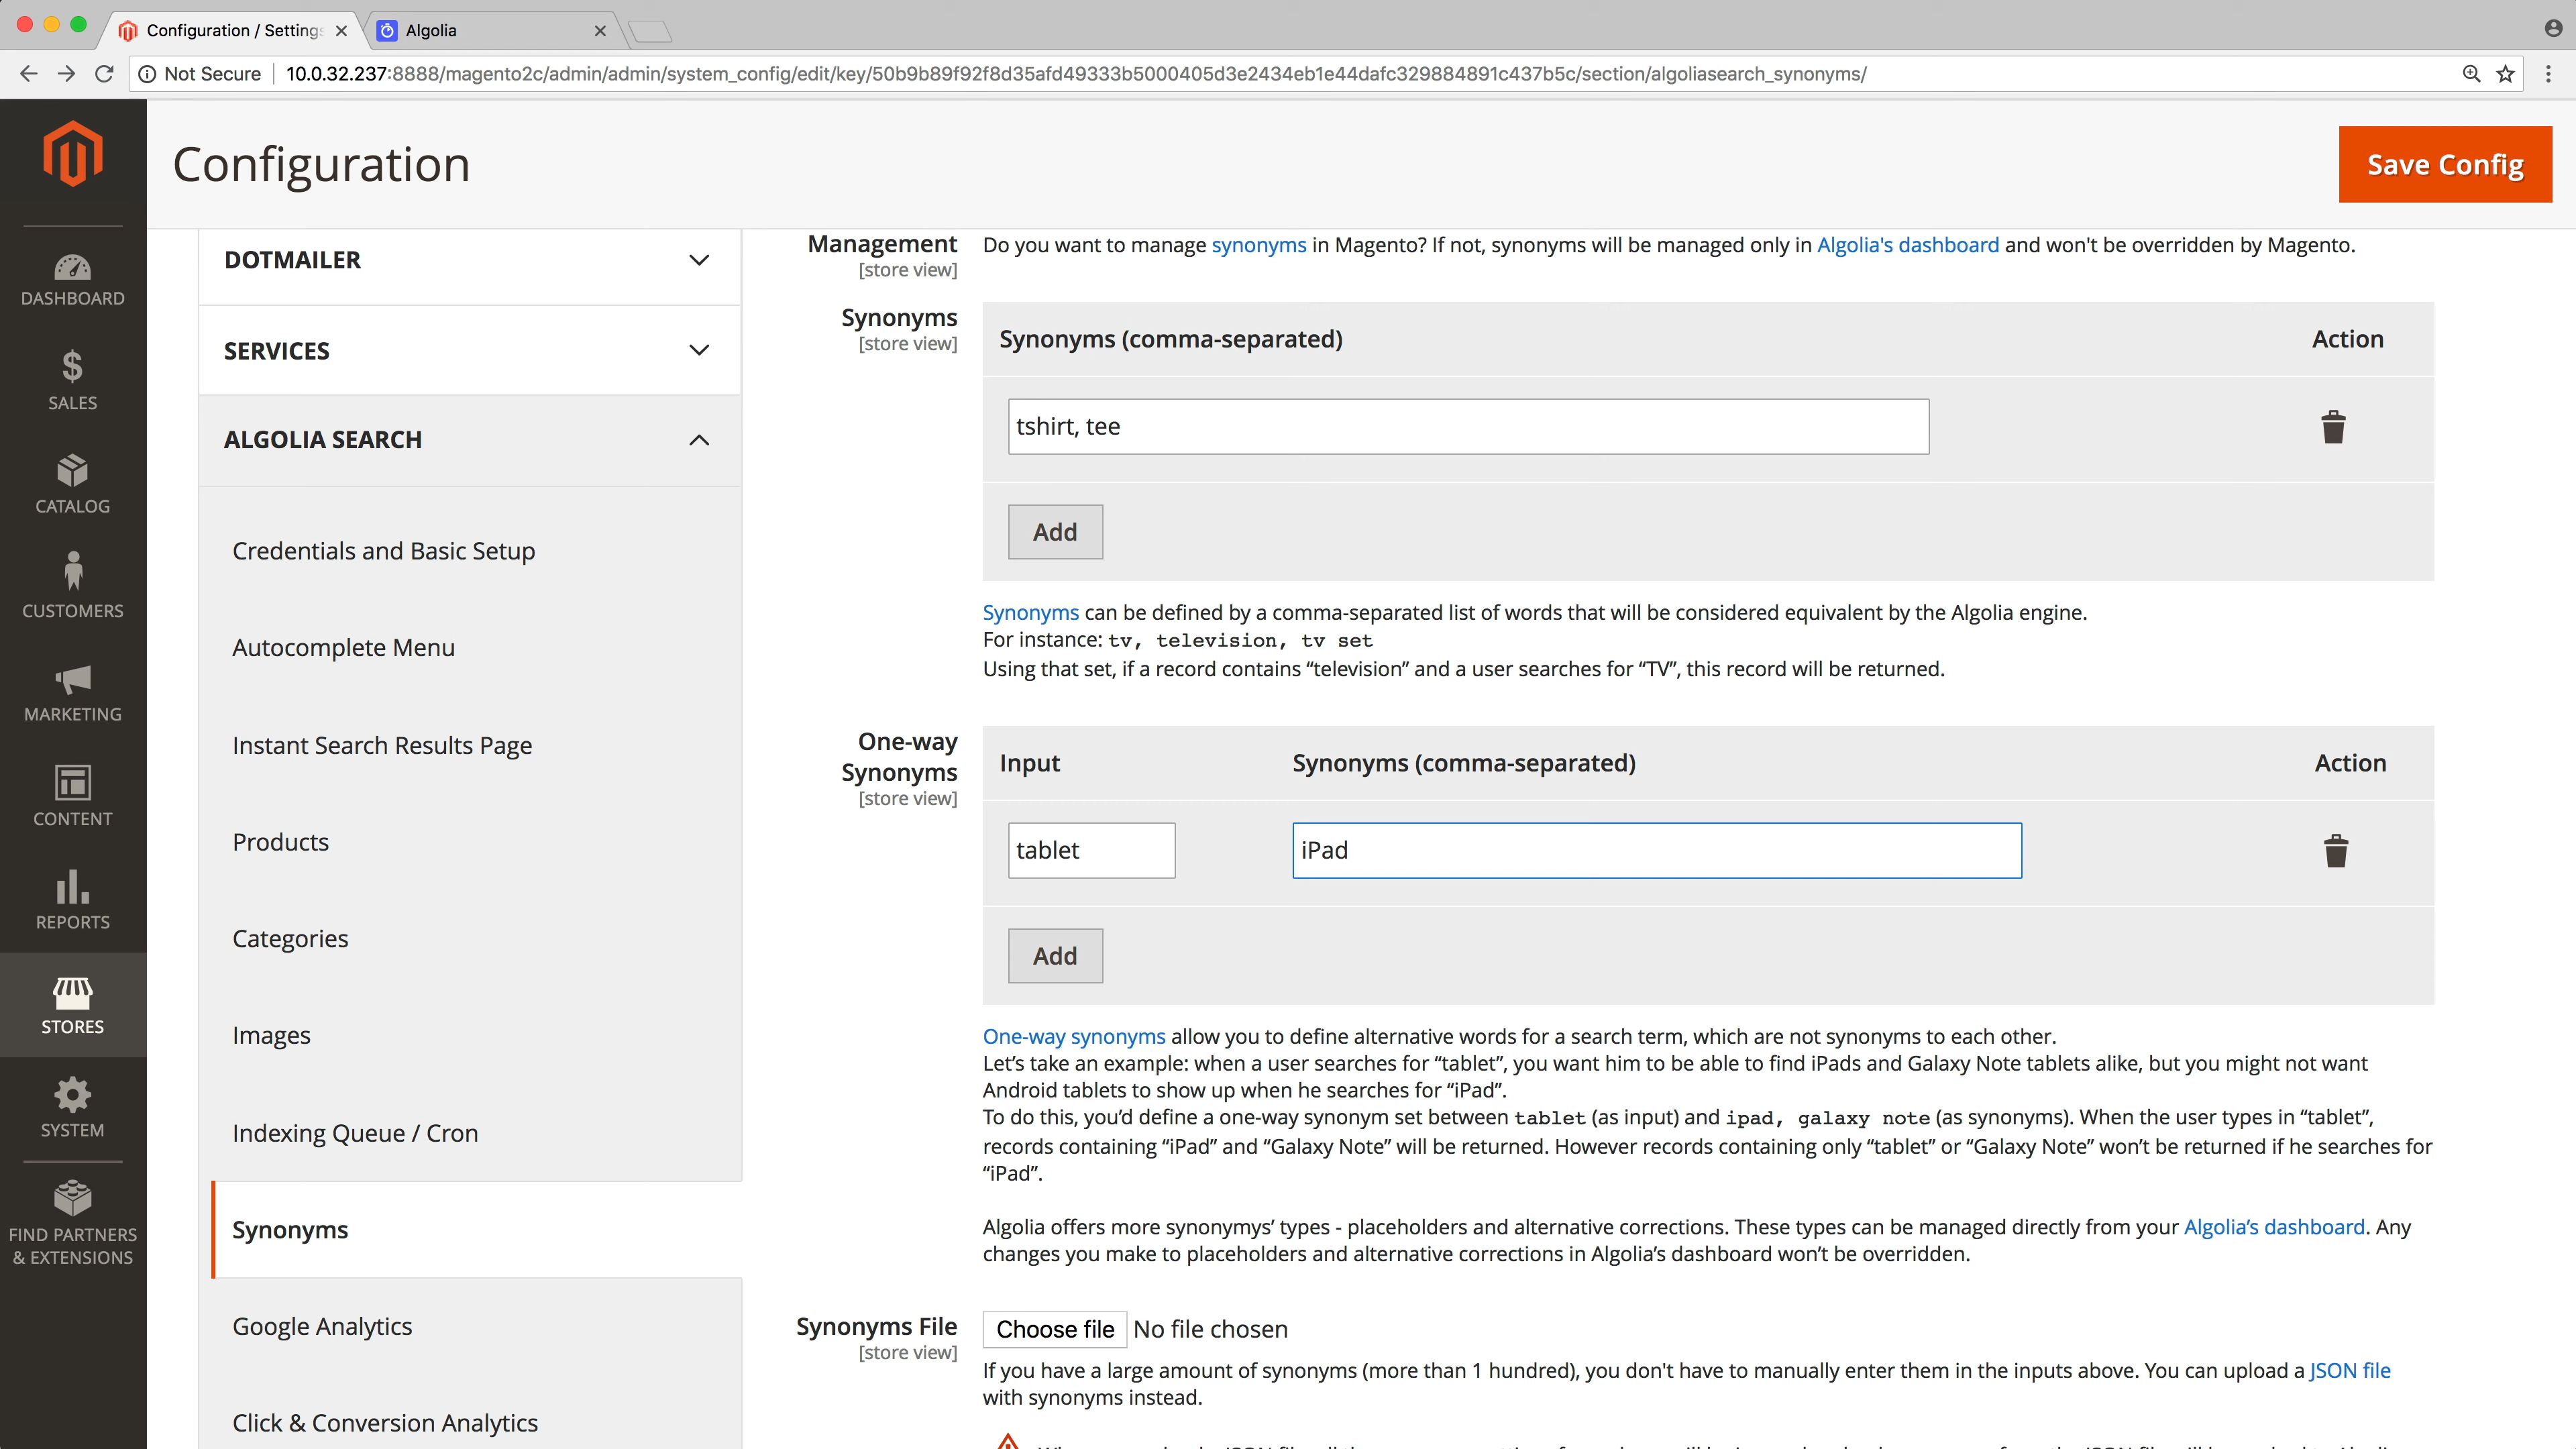 Configuration / Settings
Algolia
Not Secure
10.0.32.237:8888/magento2c/admin/admin/system_config/edit/key/50b9b89f92f8d35afd49333b5000405d3e2434eb1e44dafc329884891c437b5c/section/algoliasearch_synonyms/
Configuration
Save Config
DASHBOARD
SALES
CATALOG
CUSTOMERS
MARKETING
CONTENT
REPORTS
STORES
SYSTEM
FIND PARTNERS
& EXTENSIONS
DOTMAILER
SERVICES
ALGOLIA SEARCH
Credentials and Basic Setup
Autocomplete Menu
Instant Search Results Page
Products
Categories
Images
Indexing Queue / Cron
Synonyms
Google Analytics
Click & Conversion Analytics
Management
[store view]
Do you want to manage synonyms in Magento? If not, synonyms will be managed only in Algolia's dashboard and won't be overridden by Magento.
Synonyms
[store view]
Synonyms (comma-separated)
Action
tshirt, tee
Add
Synonyms can be defined by a comma-separated list of words that will be considered equivalent by the Algolia engine.
For instance: tv, television, tv set
Using that set, if a record contains “television” and a user searches for “TV”, this record will be returned.
One-way
Synonyms
[store view]
Input
Synonyms (comma-separated)
Action
tablet
iPad
Add
One-way synonyms allow you to define alternative words for a search term, which are not synonyms to each other.
Let’s take an example: when a user searches for “tablet”, you want him to be able to find iPads and Galaxy Note tablets alike, but you might not want
Android tablets to show up when he searches for “iPad”.
To do this, you’d define a one-way synonym set between tablet (as input) and ipad, galaxy note (as synonyms). When the user types in “tablet”,
records containing “iPad” and “Galaxy Note” will be returned. However records containing only “tablet” or “Galaxy Note” won’t be returned if he searches for
“iPad”.
Algolia offers more synonymys’ types - placeholders and alternative corrections. These types can be managed directly from your Algolia’s dashboard. Any
changes you make to placeholders and alternative corrections in Algolia’s dashboard won’t be overridden.
Synonyms File
[store view]
Choose file
No file chosen
If you have a large amount of synonyms (more than 1 hundred), you don't have to manually enter them in the inputs above. You can upload a JSON file
with synonyms instead.